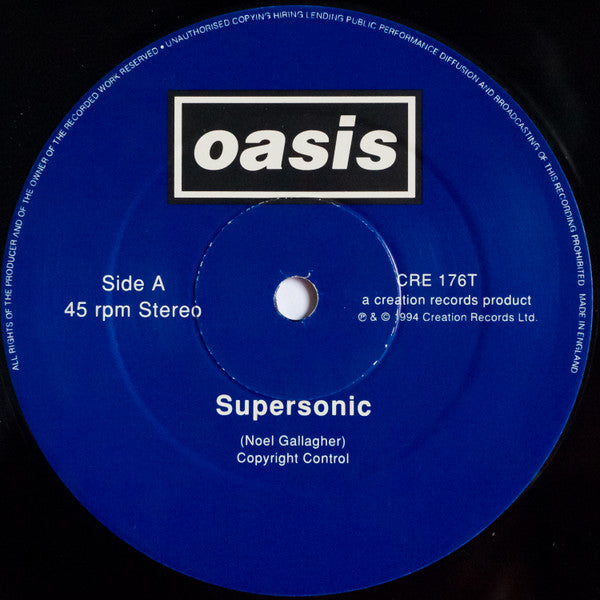 ALL RIGHTS OF THE PRODUCER AND OF THE OWNER OF THE RECORDED WORK RESERVED • UNAUTHORISED COPYING HIRING LENDING PUBLIC PERFORMANCE DIFFUSION AND BROADCASTING OF THIS RECORDING PROHIBITED MADE IN ENGLAND
oasis
Side A
45 rpm Stereo
CRE 176T
a creation records product
℗ & © 1994 Creation Records Ltd.
Supersonic
(Noel Gallagher)
Copyright Control